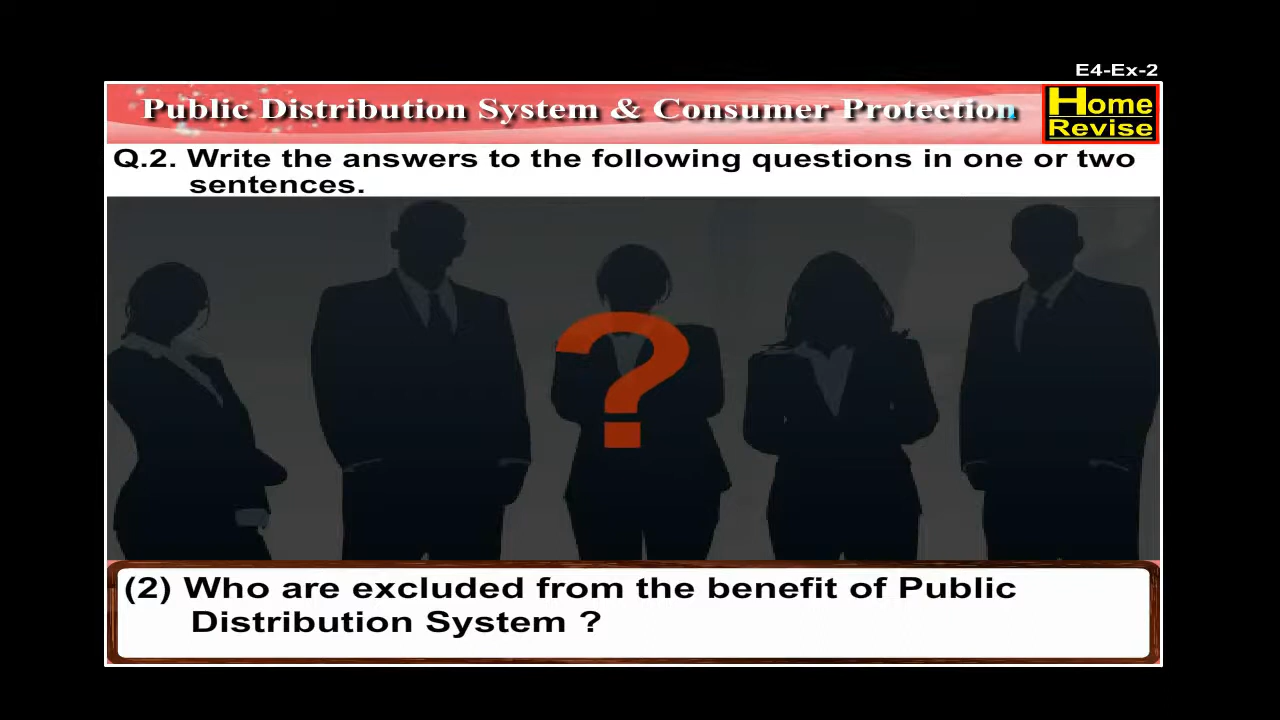 E4-Ex-2
Public Distribution System & Consumer Protection
Home
Revise
Q.2. Write the answers to the following questions in one or two
sentences.
?
(2) Who are excluded from the benefit of Public
Distribution System ?